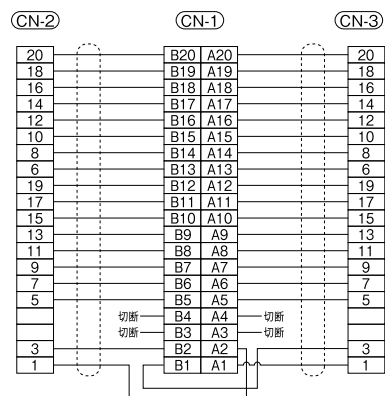 CN-2 CN-1 CN-3
20 B20 A20 20
18 B19 A19 18
16 B18 A18 16
14 B17 A17 14
12 B16 A16 12
10 B15 A15 10
8 B14 A14 8
6 B13 A13 6
19 B12 A12 19
17 B11 A11 17
15 B10 A10 15
13 B9 A9 13
11 B8 A8 11
9 B7 A7 9
7 B6 A6 7
5 B5 A5 5
切断 B4 A4 切断
切断 B3 A3 切断
3 B2 A2 3
1 B1 A1 1